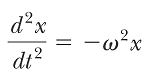 d²x/dt² = −ω²x